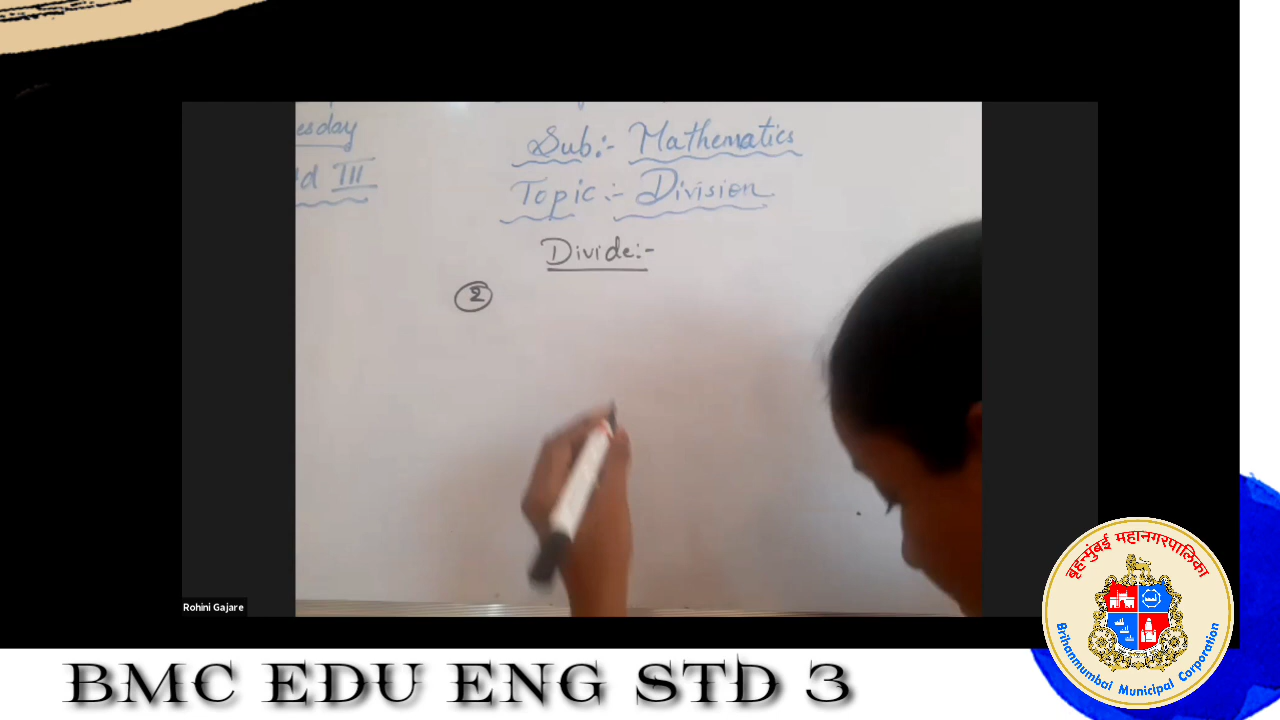 esday
Sub:- Mathematics
d III
Topic:- Division
Divide:-
2
Rohini Gajare
बृहन्मुंबई महानगरपालिका
Brihanmumbai Municipal Corporation
BMC EDU ENG STD 3